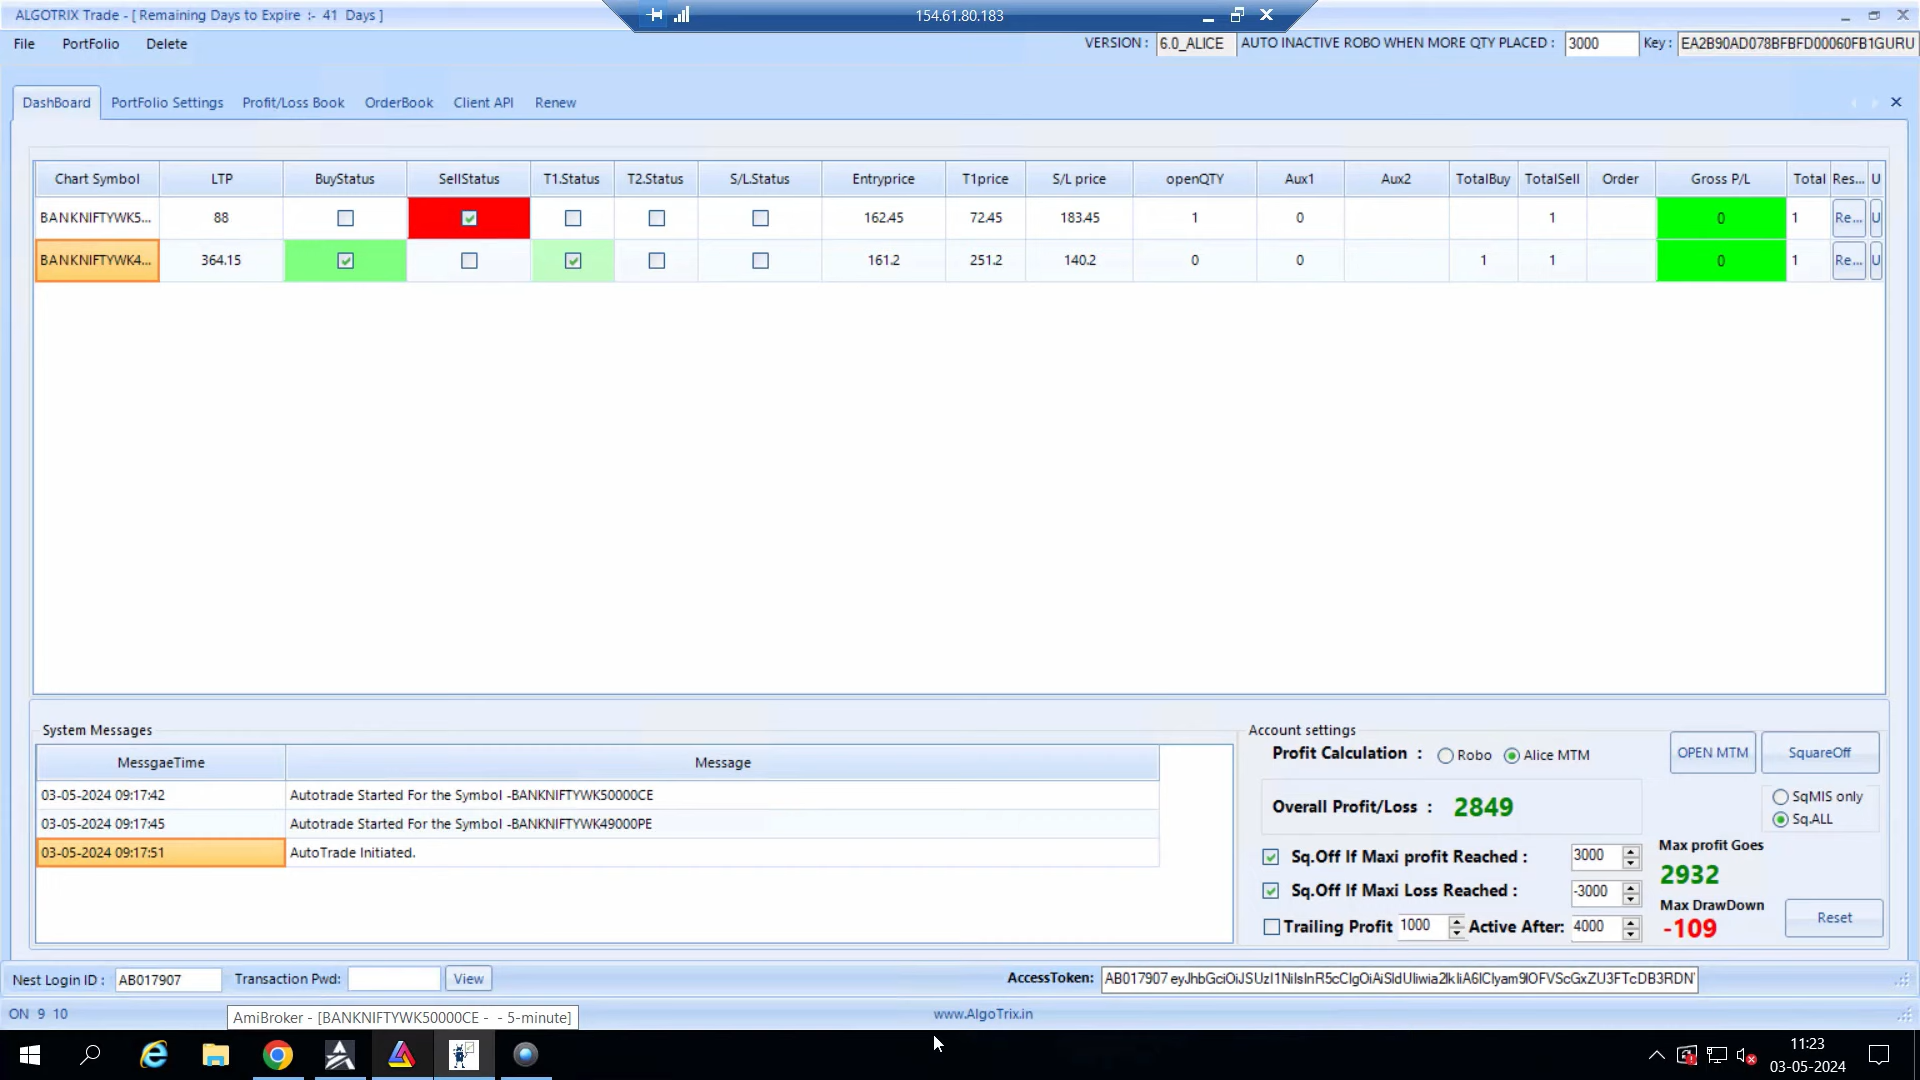 ALGOTRIX Trade - [ Remaining Days to Expire :- 41 Days ]
154.61.80.183
File PortFolio Delete
VERSION : 6.0_ALICE AUTO INACTIVE ROBO WHEN MORE QTY PLACED : 3000 Key : EA2B90AD078BFBFD00060FB1GURU
DashBoard PortFolio Settings Profit/Loss Book OrderBook Client API Renew
Chart Symbol LTP BuyStatus SellStatus T1.Status T2.Status S/L.Status Entryprice T1price S/L price openQTY Aux1 Aux2 TotalBuy TotalSell Order Gross P/L Total Res... U
BANKNIFTYWK5... 88 162.45 72.45 183.45 1 0 1 0 1 Re... U
BANKNIFTYWK4... 364.15 161.2 251.2 140.2 0 0 1 1 0 1 Re... U
System Messages
MessgaeTime Message
03-05-2024 09:17:42 Autotrade Started For the Symbol -BANKNIFTYWK50000CE
03-05-2024 09:17:45 Autotrade Started For the Symbol -BANKNIFTYWK49000PE
03-05-2024 09:17:51 AutoTrade Initiated.
Account settings
Profit Calculation : Robo Alice MTM OPEN MTM SquareOff
Overall Profit/Loss : 2849
SqMIS only
Sq.ALL
Sq.Off If Maxi profit Reached : 3000
Sq.Off If Maxi Loss Reached : -3000
Trailing Profit 1000 Active After: 4000
Max profit Goes
2932
Max DrawDown
-109
Reset
Nest Login ID : AB017907 Transaction Pwd: View
AccessToken: AB017907
ON 9 10
AmiBroker - [BANKNIFTYWK50000CE - - 5-minute]
www.AlgoTrix.in
11:23
03-05-2024